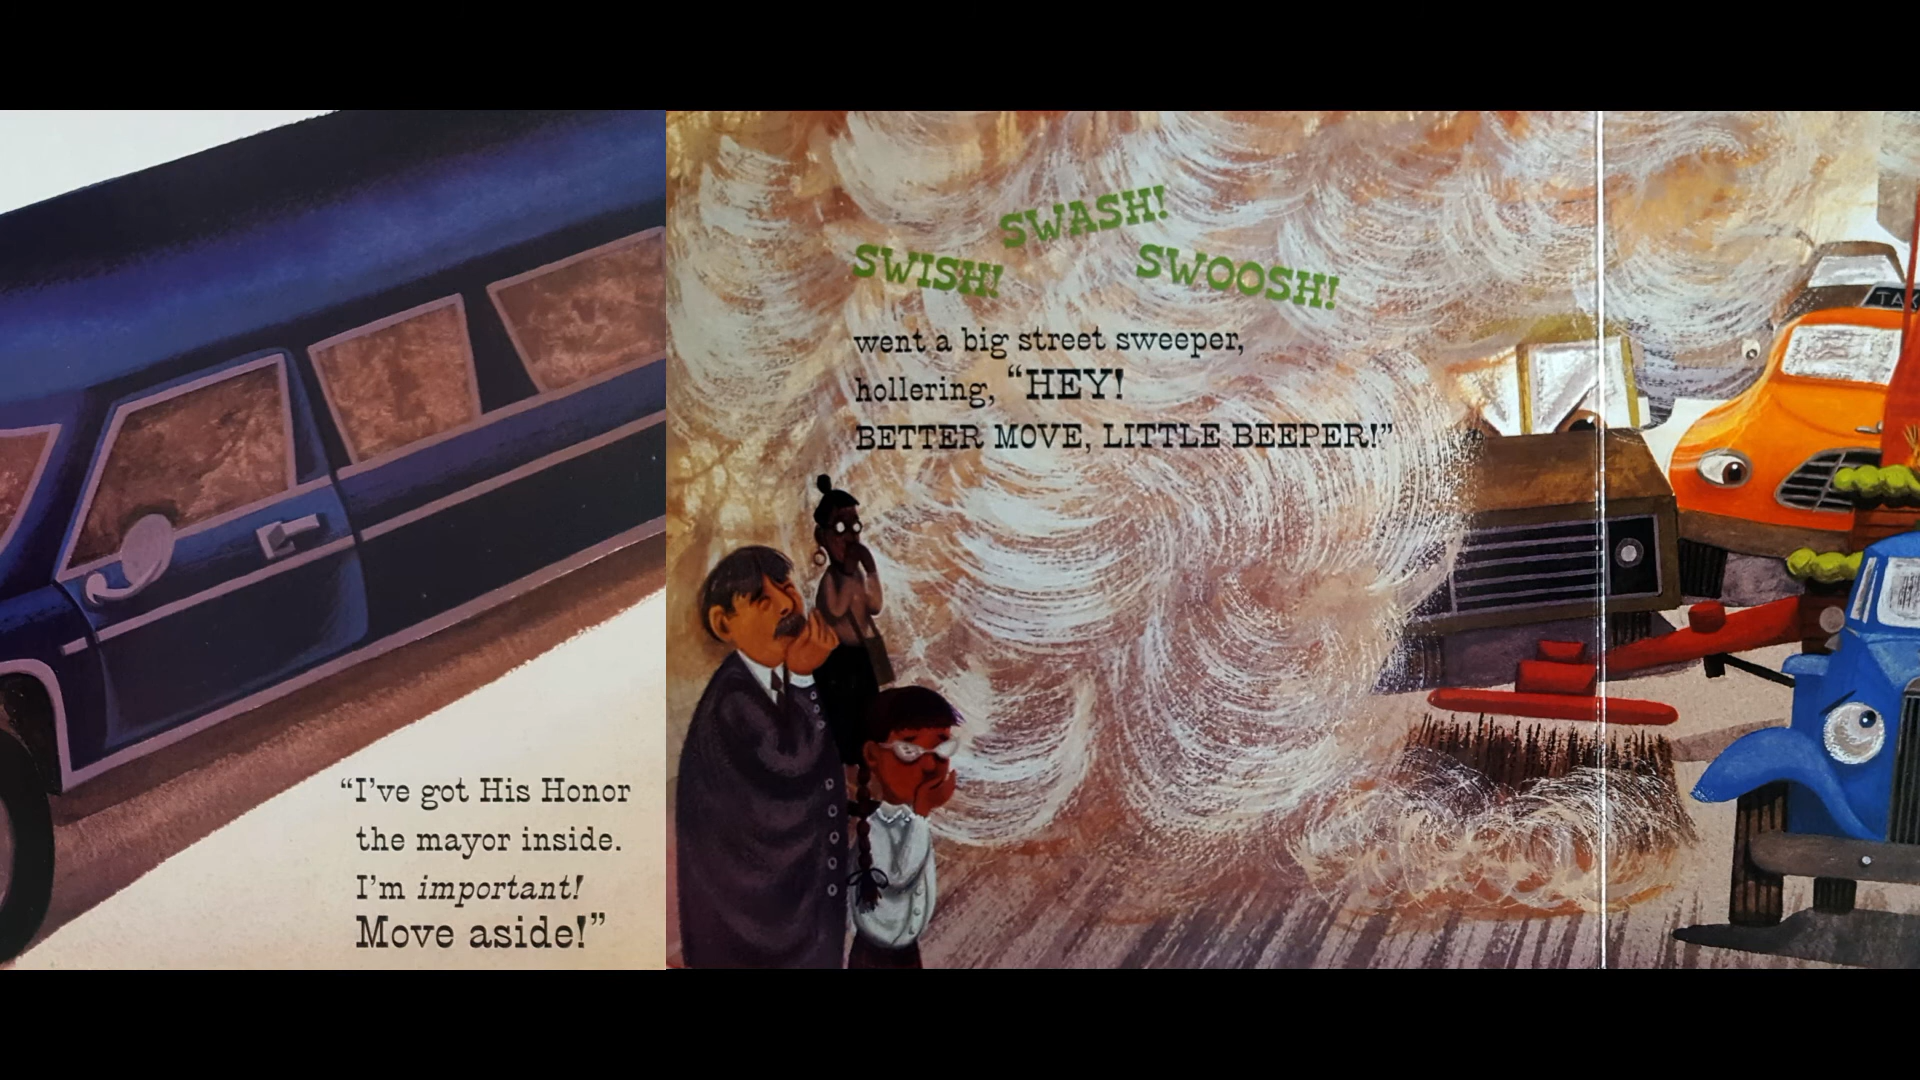 “I’ve got His Honor
the mayor inside.
I’m important!
Move aside!”
SWISH!
SWASH!
SWOOSH!
went a big street sweeper,
hollering, “HEY!
BETTER MOVE, LITTLE BEEPER!”